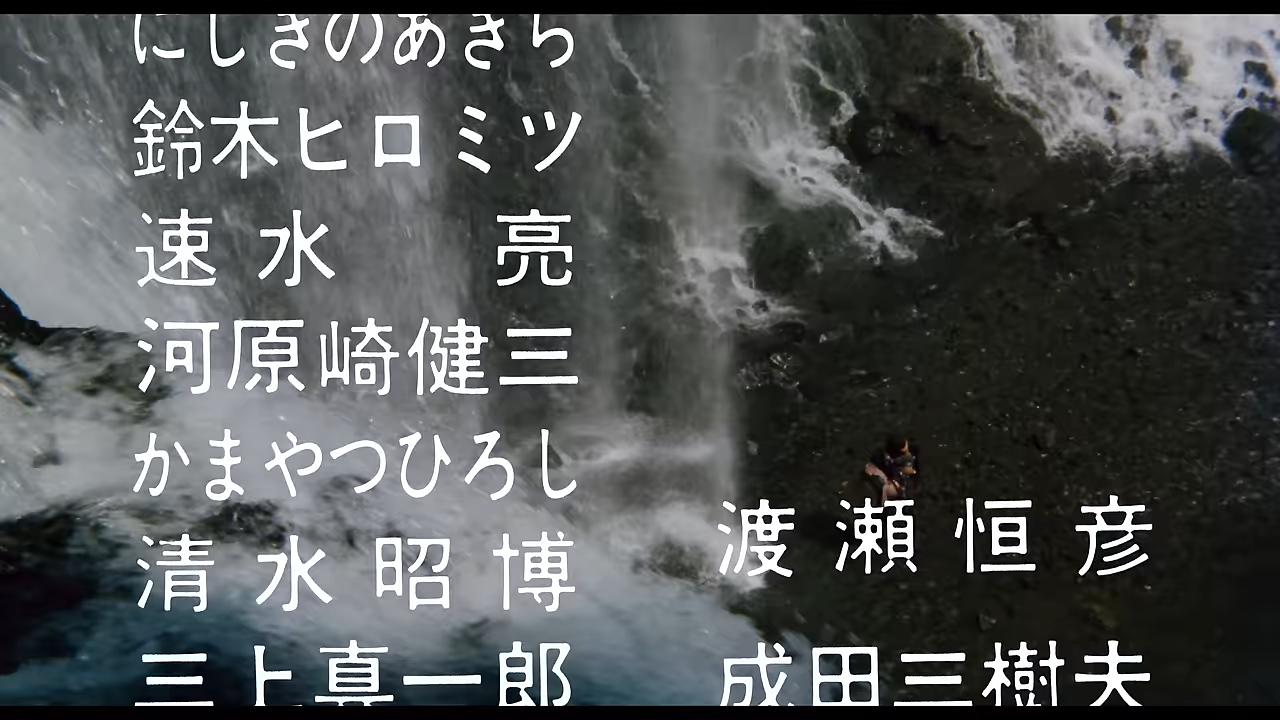 にしきのあきら
鈴木ヒロミツ
速水 亮
河原崎健三
かまやつひろし
清水昭博
三上真一郎
渡瀬恒彦
成田三樹夫